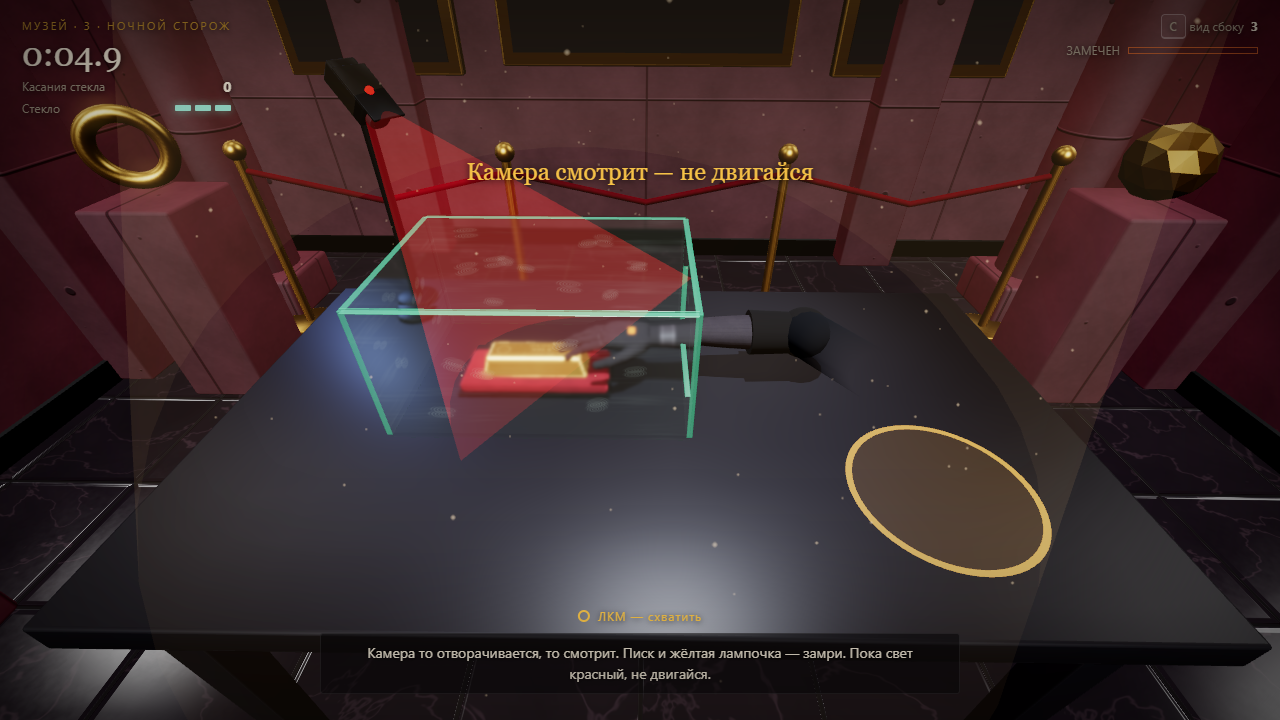 МУЗЕЙ · 3 · НОЧНОЙ СТОРОЖ
0:04.9
Касания стекла 0
Стекло
C вид сбоку 3
ЗАМЕЧЕН
Камера смотрит — не двигайся
ЛКМ — схватить
Камера то отворачивается, то смотрит. Писк и жёлтая лампочка — замри. Пока свет
красный, не двигайся.